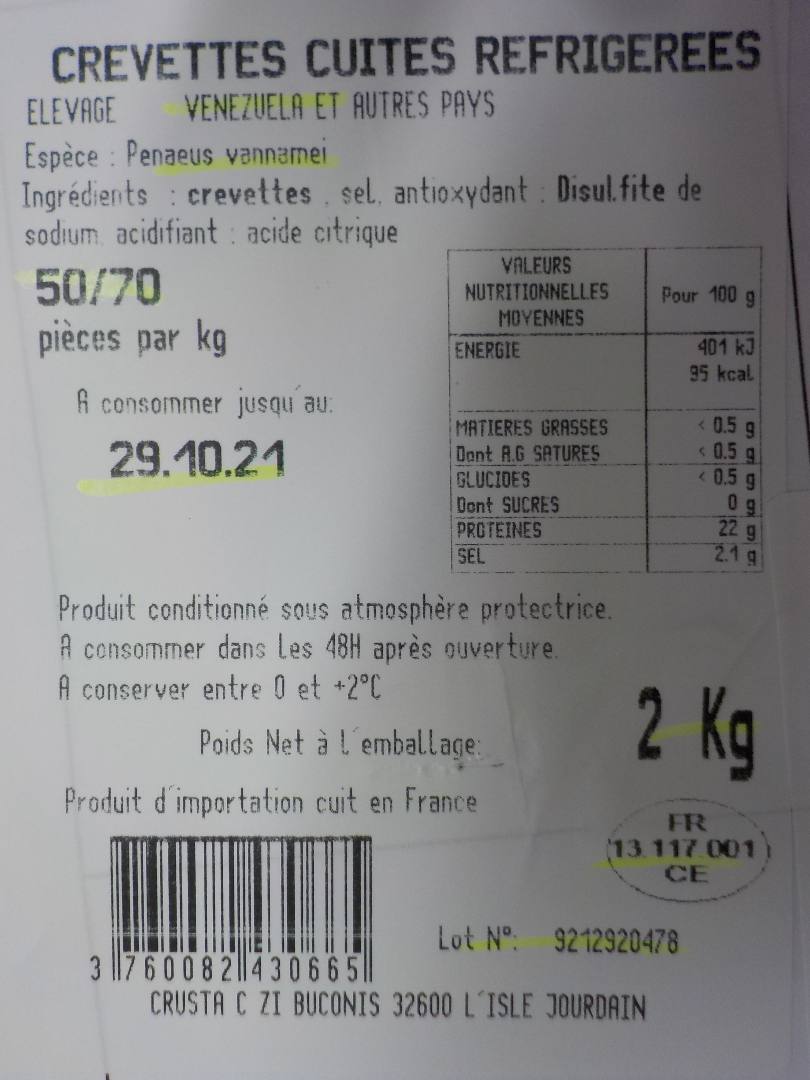 CREVETTES CUITES REFRIGEREES
ELEVAGE VENEZUELA ET AUTRES PAYS
Espèce : Penaeus vannamei
Ingrédients : crevettes , sel, antioxydant : Disulfite de
sodium acidifiant : acide citrique
50/70
pièces par kg
A consommer jusqu'au:
29.10.21
VALEURS
NUTRITIONNELLES
MOYENNES
Pour 100 g
ENERGIE 401 kJ
95 kcal
MATIERES GRASSES < 0.5 g
Dont A.G SATURES < 0.5 g
GLUCIDES < 0.5 g
Dont SUCRES 0 g
PROTEINES 22 g
SEL 2.1 g
Produit conditionné sous atmosphère protectrice.
A consommer dans les 48H après ouverture.
A conserver entre 0 et +2°C
Poids Net à l'emballage:
2 Kg
Produit d'importation cuit en France
FR
13.117.001
CE
Lot N°: 9212920478
3 760082 430665
CRUSTA C ZI BUCONIS 32600 L'ISLE JOURDAIN